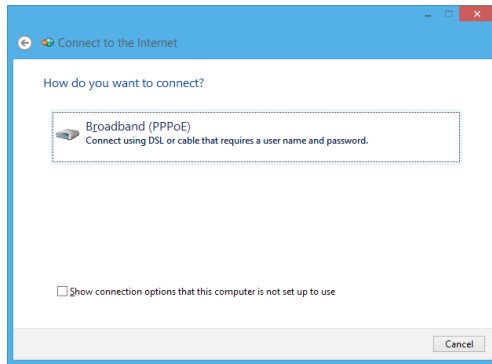 Connect to the Internet
How do you want to connect?
Broadband (PPPoE)
Connect using DSL or cable that requires a user name and password.
Show connection options that this computer is not set up to use
Cancel